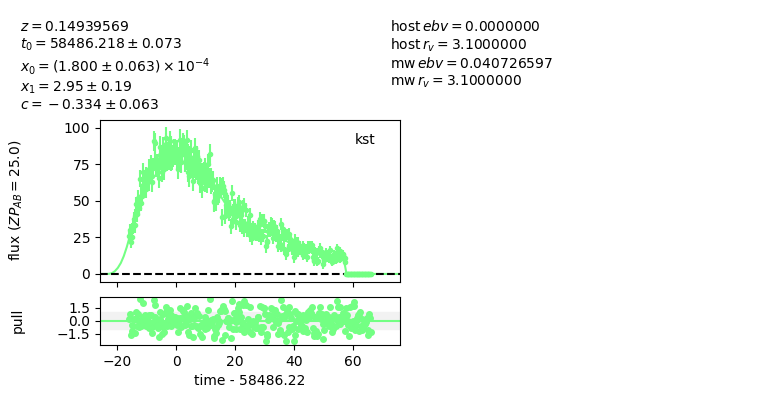 z = 0.14939569
t₀ = 58486.218 ± 0.073
x₀ = (1.800 ± 0.063) × 10⁻⁴
x₁ = 2.95 ± 0.19
c = −0.334 ± 0.063
host ebv = 0.0000000
host r_v = 3.1000000
mw ebv = 0.040726597
mw r_v = 3.1000000
kst
flux (ZP_AB = 25.0)
100
75
50
25
0
pull
1.5
0.0
−1.5
−20
0
20
40
60
time - 58486.22